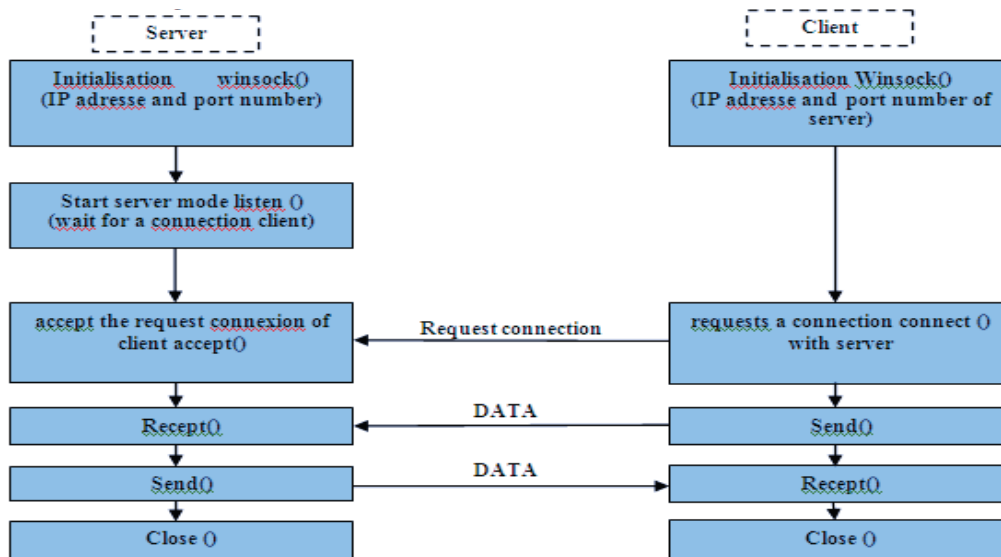 Server
Initialisation winsock()
(IP adresse and port number)
Start server mode listen ()
(wait for a connection client)
accept the request connexion of
client accept()
Recept()
Send()
Close ()
Request connection
DATA
DATA
Client
Initialisation Winsock()
(IP adresse and port number of
server)
requests a connection connect ()
with server
Send()
Recept()
Close ()